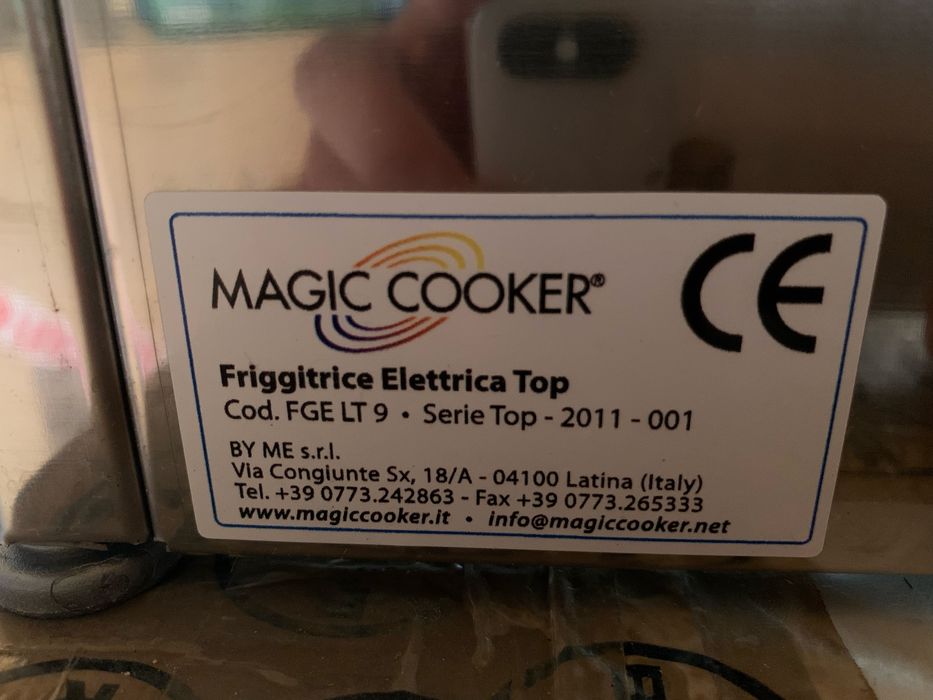 MAGIC COOKER®
CE
Friggitrice Elettrica Top
Cod. FGE LT 9 • Serie Top - 2011 - 001
BY ME s.r.l.
Via Congiunte Sx, 18/A - 04100 Latina (Italy)
Tel. +39 0773.242863 - Fax +39 0773.265333
www.magiccooker.it • info@magiccooker.net